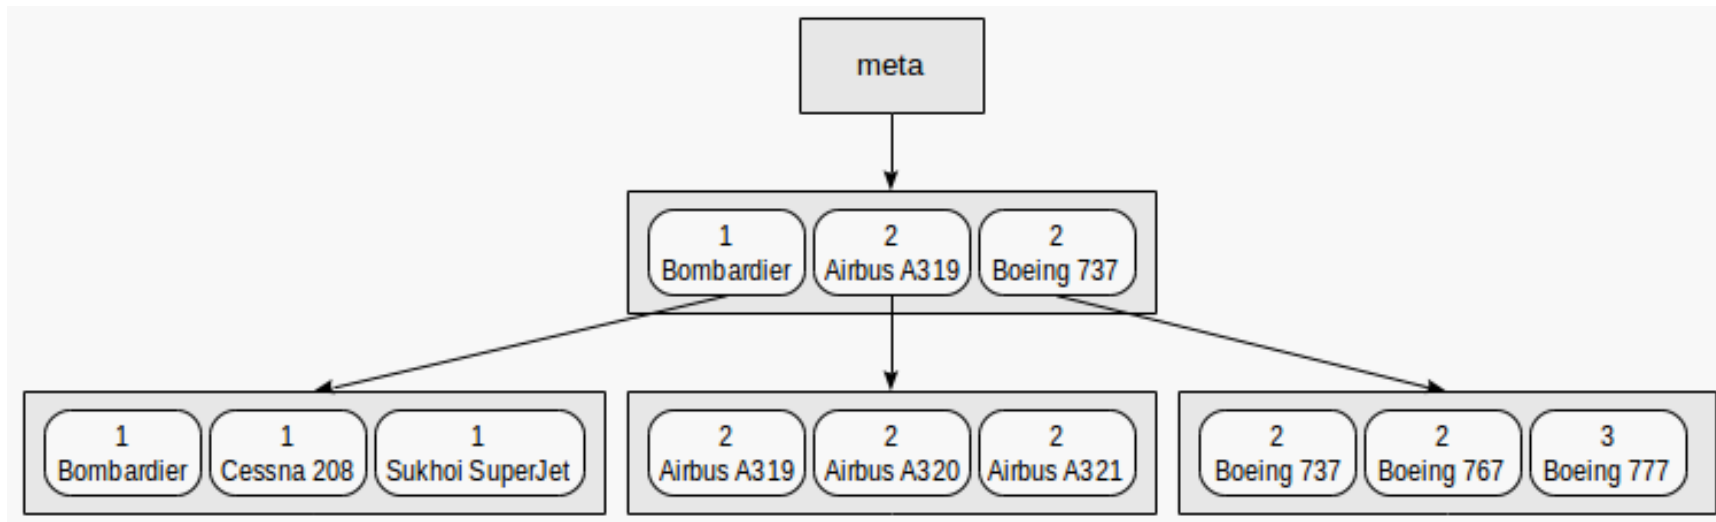 meta
1
Bombardier
2
Airbus A319
2
Boeing 737
1
Bombardier
1
Cessna 208
1
Sukhoi SuperJet
2
Airbus A319
2
Airbus A320
2
Airbus A321
2
Boeing 737
2
Boeing 767
3
Boeing 777